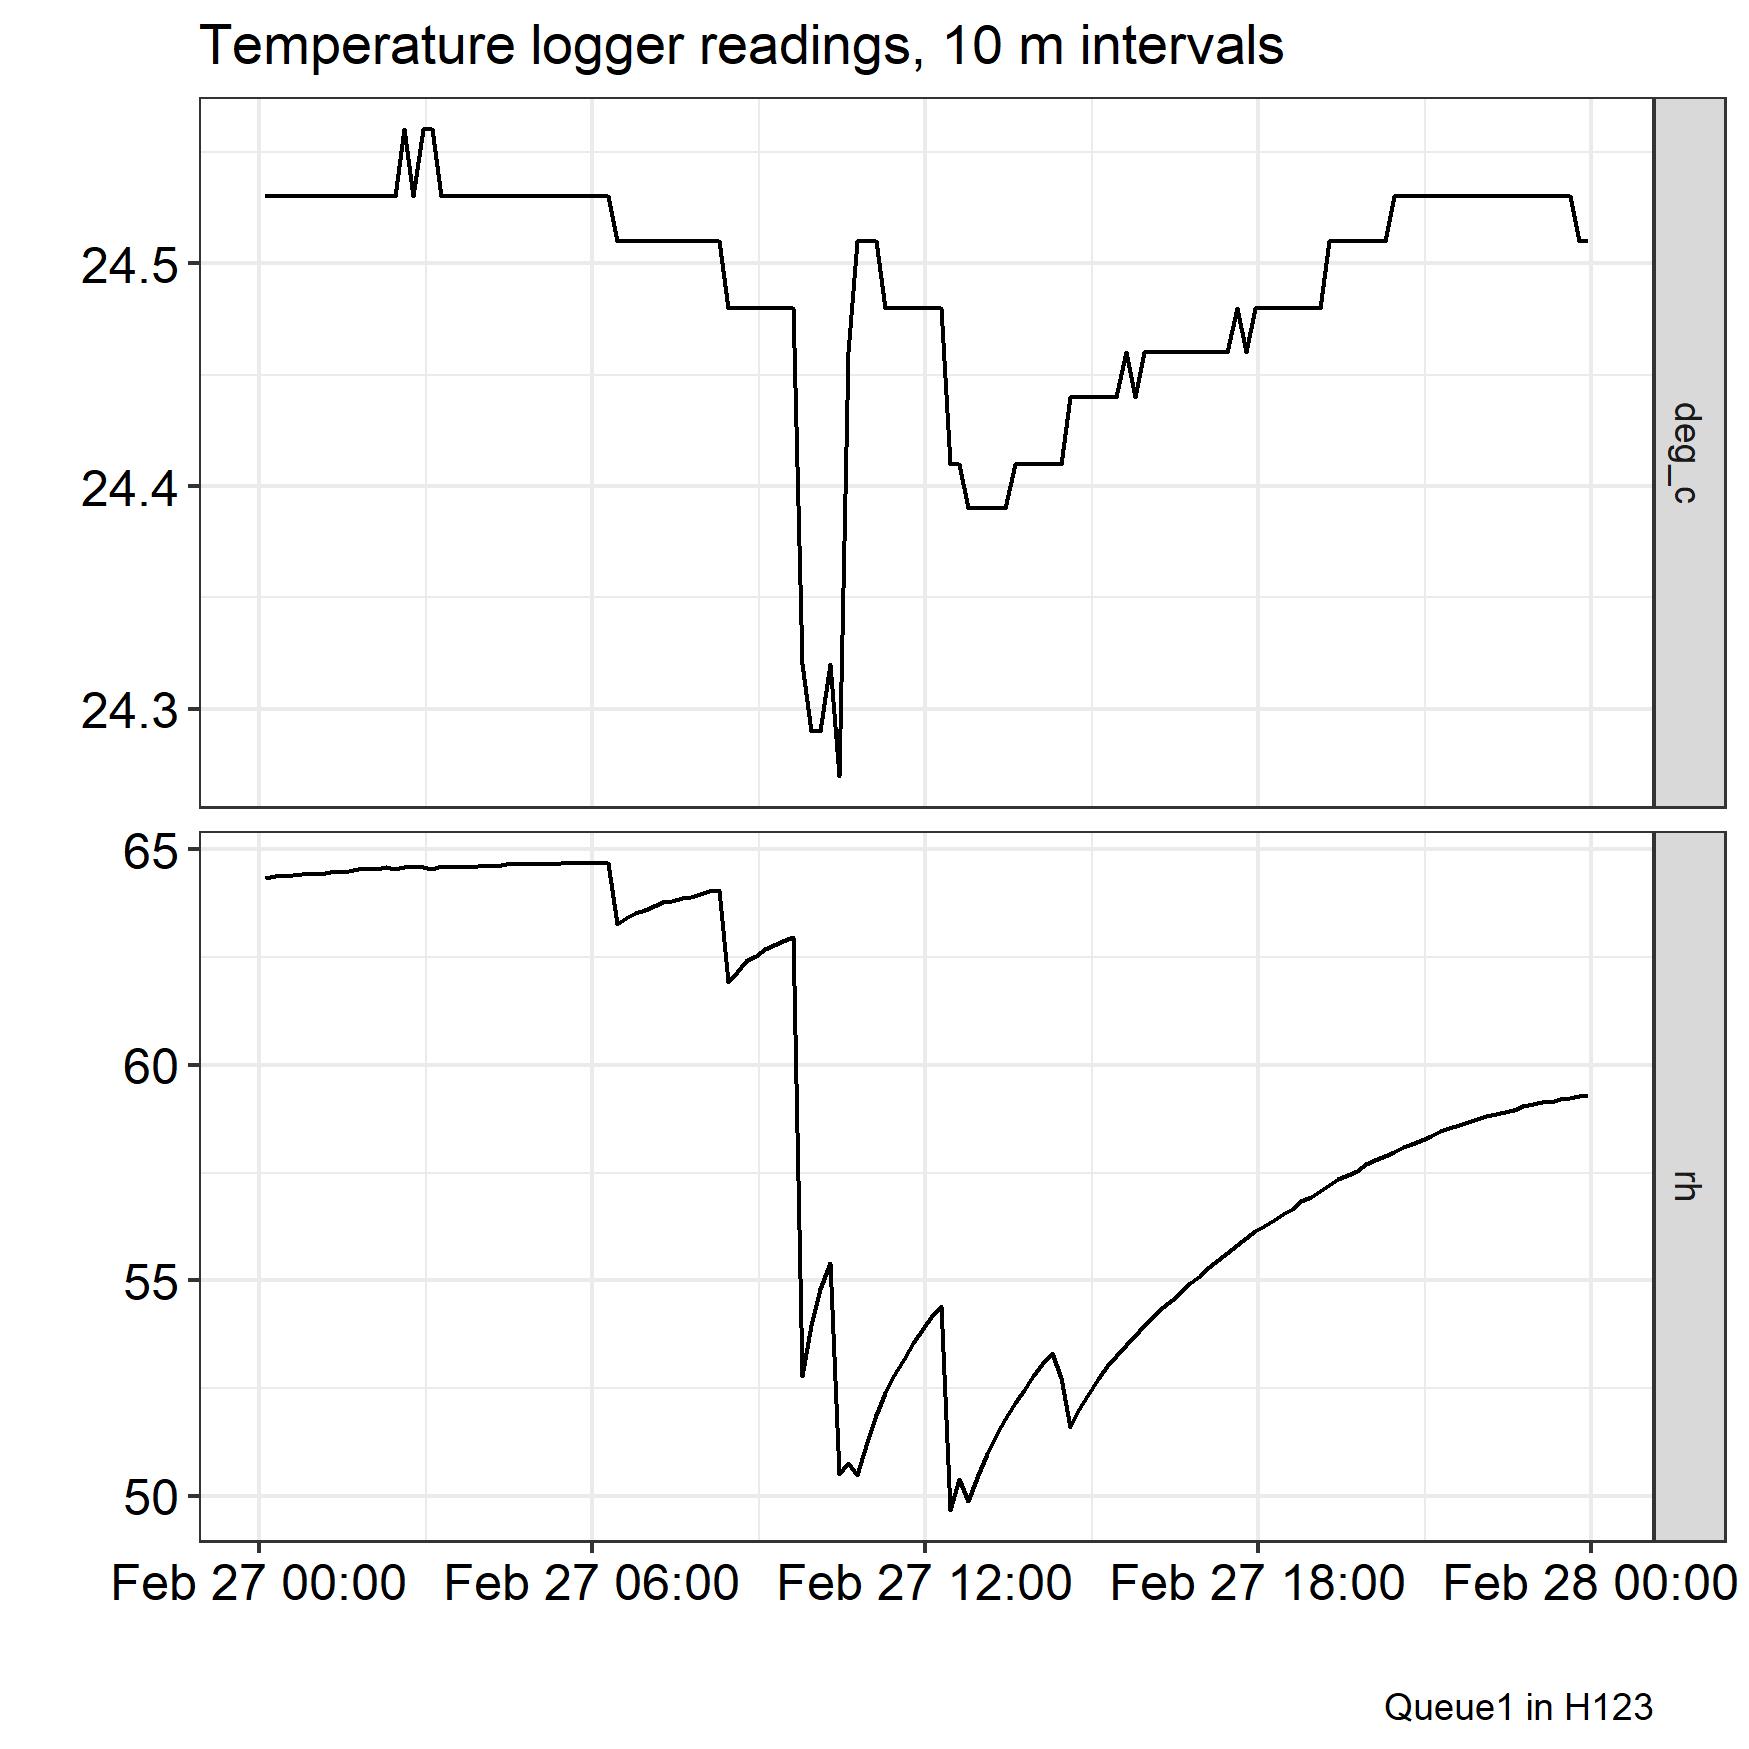 Temperature logger readings, 10 m intervals
24.5
24.4
24.3
deg_c
65
60
55
50
rh
Feb 27 00:00 Feb 27 06:00 Feb 27 12:00 Feb 27 18:00 Feb 28 00:00
Queue1 in H123